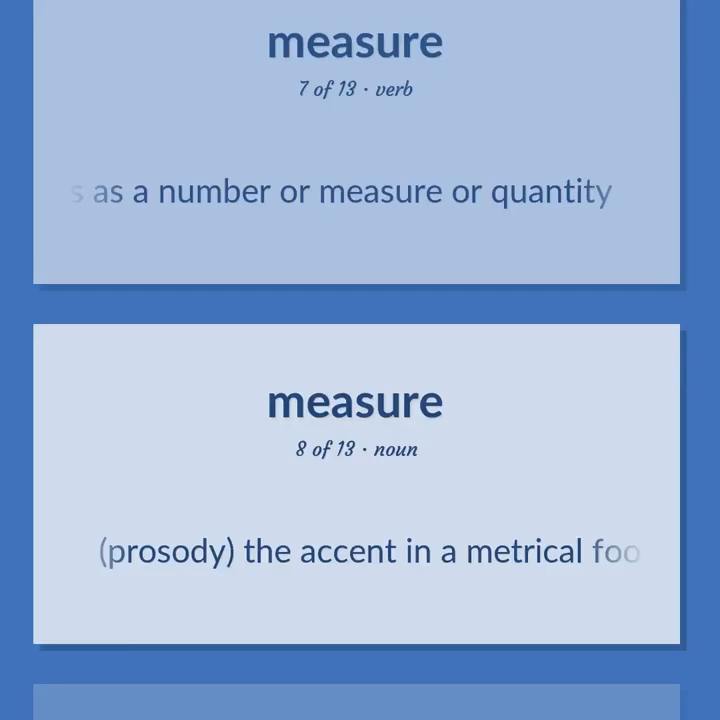 measure
7 of 13 · verb
s as a number or measure or quantity
measure
8 of 13 · noun
(prosody) the accent in a metrical foo